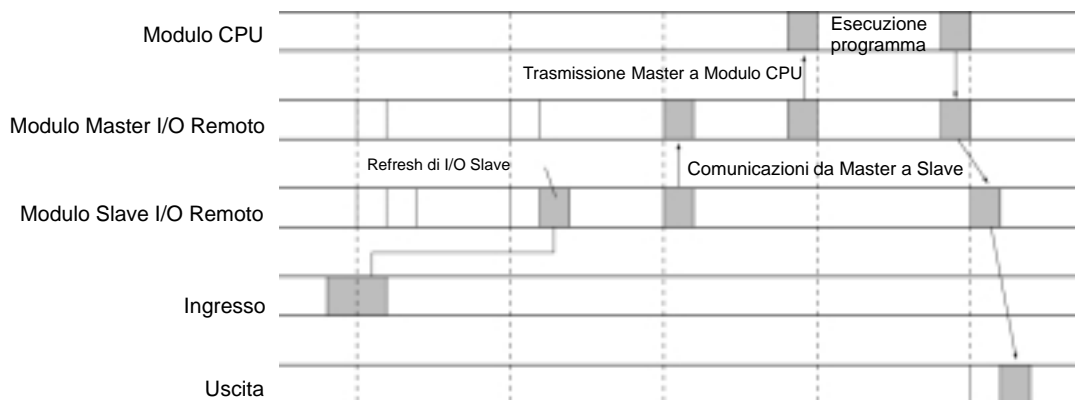 Modulo CPU
Esecuzione
programma
Trasmissione Master a Modulo CPU
Modulo Master I/O Remoto
Refresh di I/O Slave
Comunicazioni da Master a Slave
Modulo Slave I/O Remoto
Ingresso
Uscita